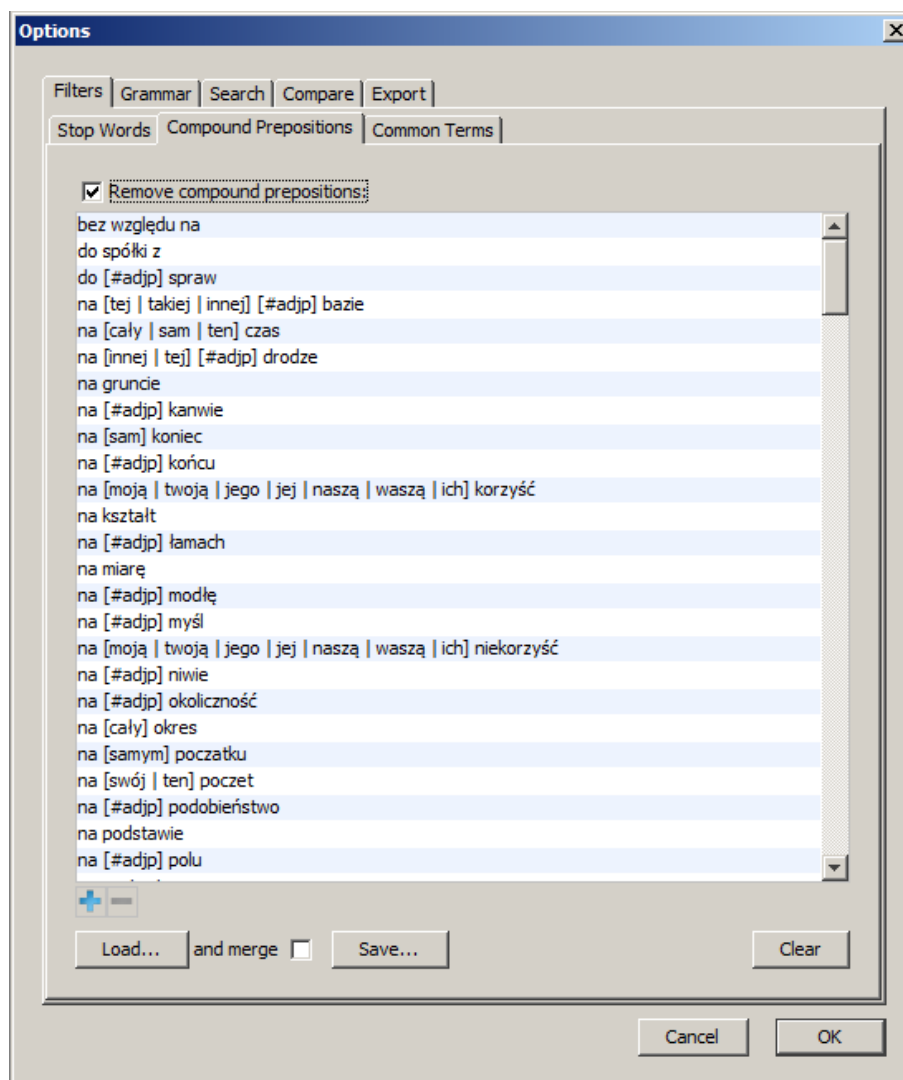 Options
Filters Grammar Search Compare Export
Stop Words Compound Prepositions Common Terms
Remove compound prepositions:
bez względu na
do spółki z
do [#adjp] spraw
na [tej | takiej | innej] [#adjp] bazie
na [cały | sam | ten] czas
na [innej | tej] [#adjp] drodze
na gruncie
na [#adjp] kanwie
na [sam] koniec
na [#adjp] końcu
na [moją | twoją | jego | jej | naszą | waszą | ich] korzyść
na kształt
na [#adjp] łamach
na miarę
na [#adjp] modłę
na [#adjp] myśl
na [moją | twoją | jego | jej | naszą | waszą | ich] niekorzyść
na [#adjp] niwie
na [#adjp] okoliczność
na [cały] okres
na [samym] poczatku
na [swój | ten] poczet
na [#adjp] podobieństwo
na podstawie
na [#adjp] polu
Load... and merge Save... Clear
Cancel OK